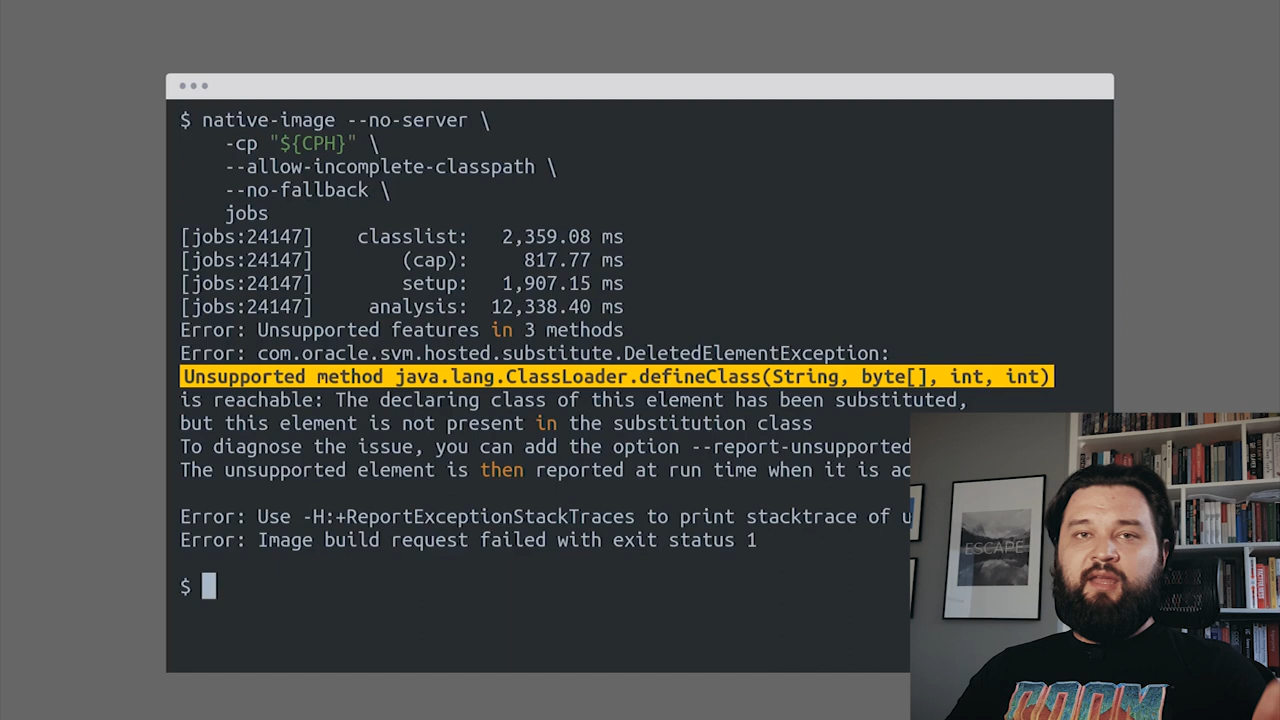 $ native-image --no-server \
-cp "${CPH}" \
--allow-incomplete-classpath \
--no-fallback \
jobs
[jobs:24147] classlist: 2,359.08 ms
[jobs:24147] (cap): 817.77 ms
[jobs:24147] setup: 1,907.15 ms
[jobs:24147] analysis: 12,338.40 ms
Error: Unsupported features in 3 methods
Error: com.oracle.svm.hosted.substitute.DeletedElementException:
Unsupported method java.lang.ClassLoader.defineClass(String, byte[], int, int)
is reachable: The declaring class of this element has been substituted,
but this element is not present in the substitution class
To diagnose the issue, you can add the option --report-unsupported
The unsupported element is then reported at run time when it is ac
Error: Use -H:+ReportExceptionStackTraces to print stacktrace of u
Error: Image build request failed with exit status 1
$
ESCAPE
DOOM